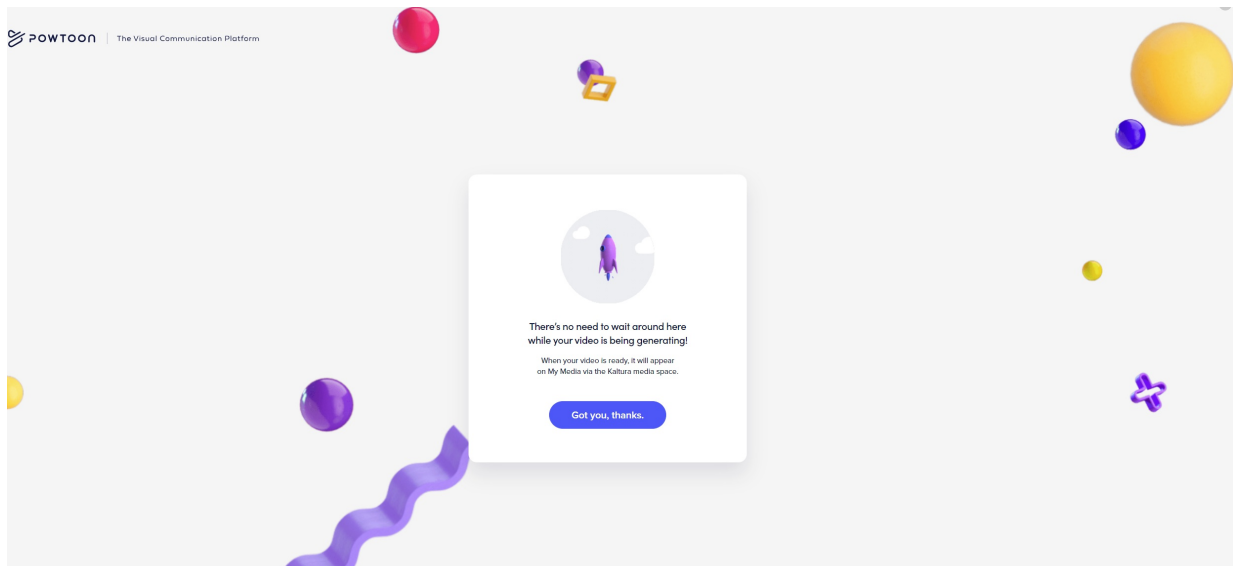 POWTOON
The Visual Communication Platform
There's no need to wait around here
while your video is being generating!
When your video is ready, it will appear
on My Media via the Kaltura media space.
Got you, thanks.